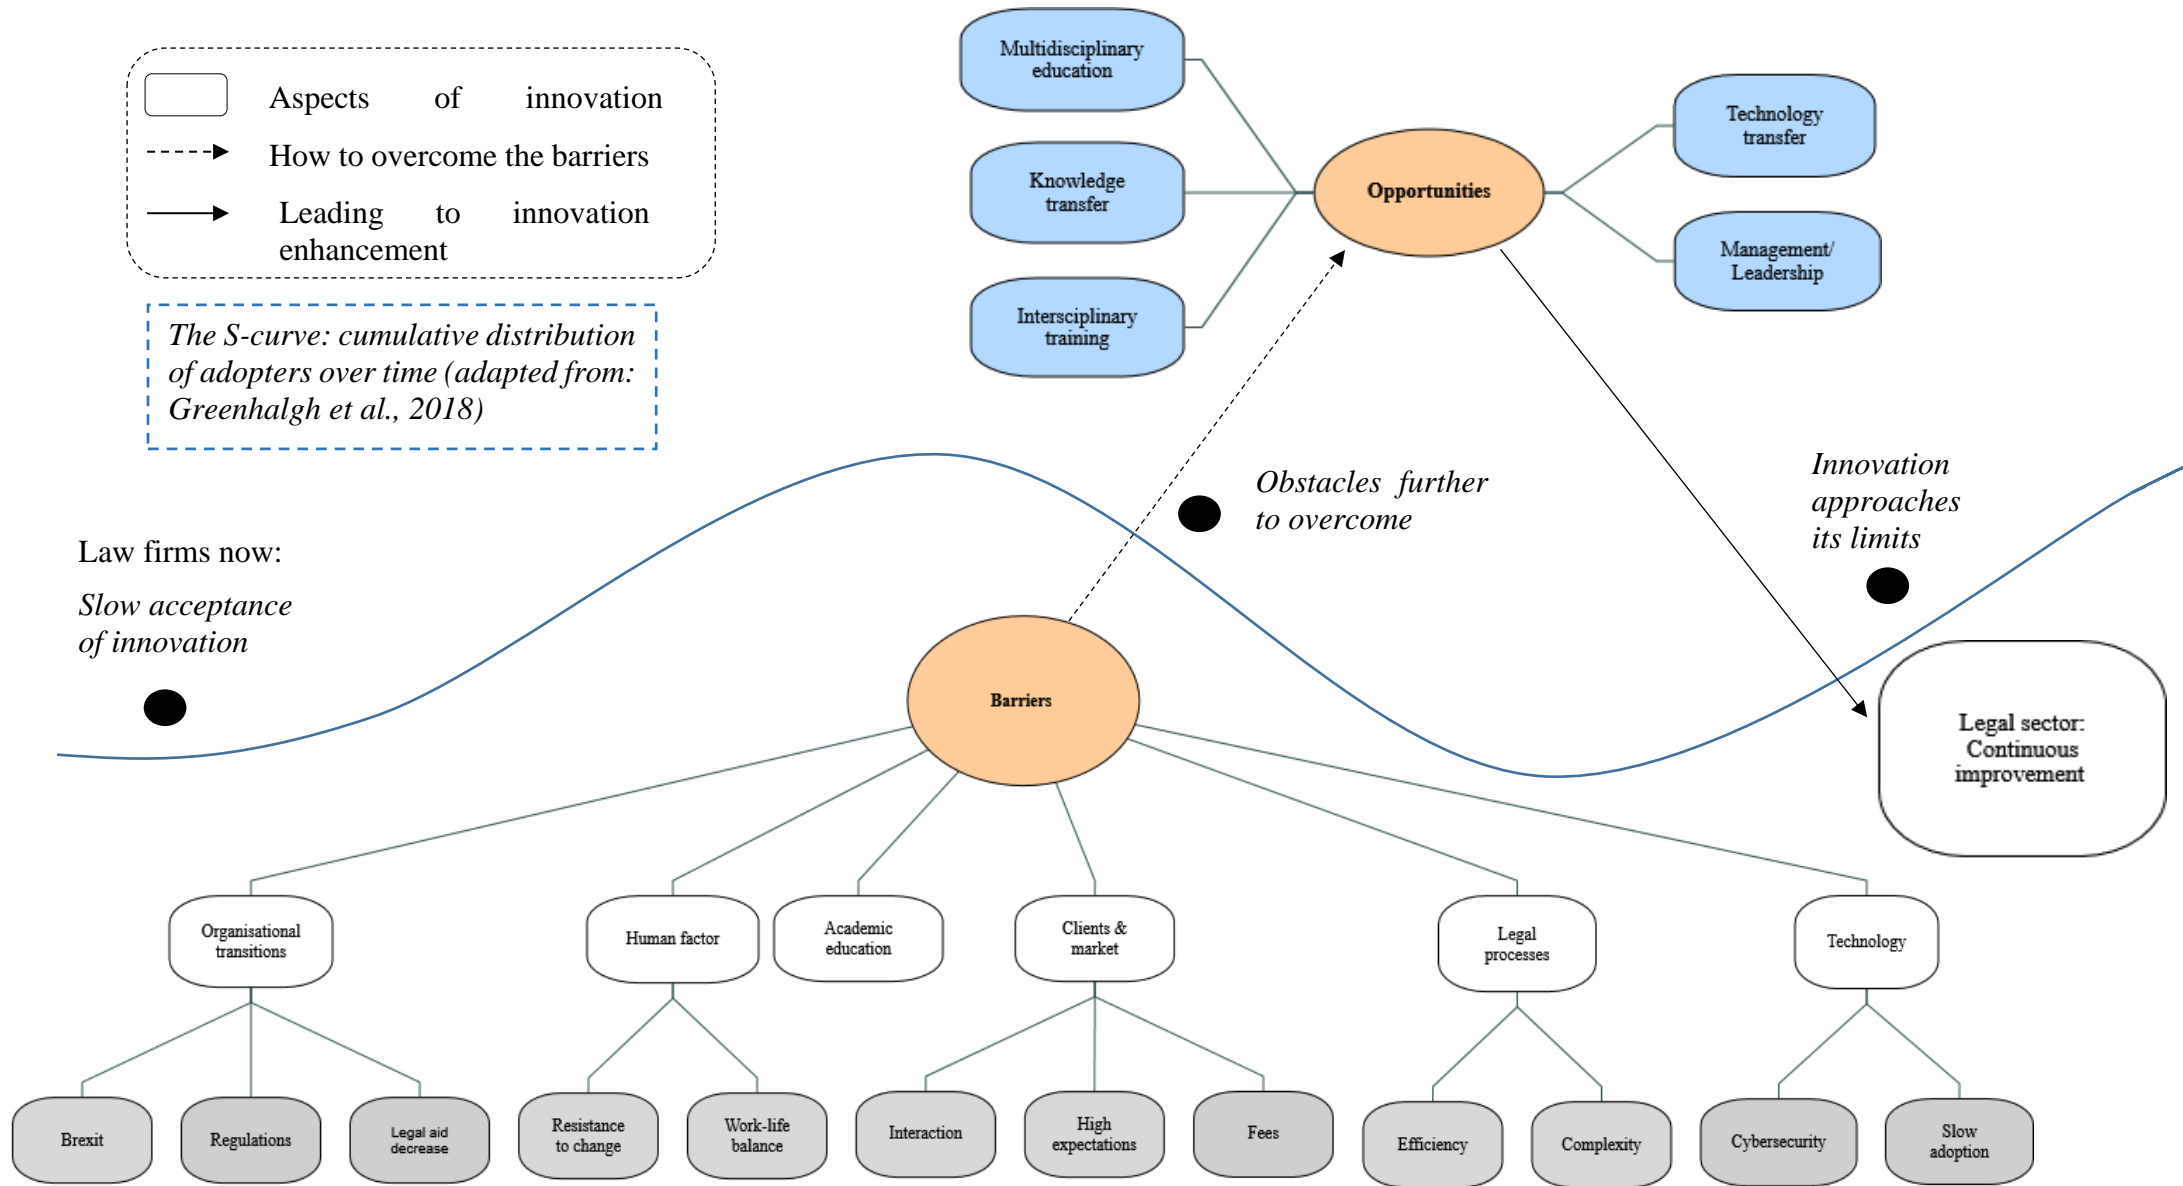 Aspects of innovation
How to overcome the barriers
Leading to innovation
enhancement
The S-curve: cumulative distribution
of adopters over time (adapted from:
Greenhalgh et al., 2018)
Multidisciplinary
education
Knowledge
transfer
Intersciplinary
training
Opportunities
Technology
transfer
Management/
Leadership
Law firms now:
Slow acceptance
of innovation
Obstacles further
to overcome
Innovation
approaches
its limits
Barriers
Legal sector:
Continuous
improvement
Organisational
transitions
Human factor
Academic
education
Clients &
market
Legal
processes
Technology
Brexit
Regulations
Legal aid
decrease
Resistance
to change
Work-life
balance
Interaction
High
expectations
Fees
Efficiency
Complexity
Cybersecurity
Slow
adoption